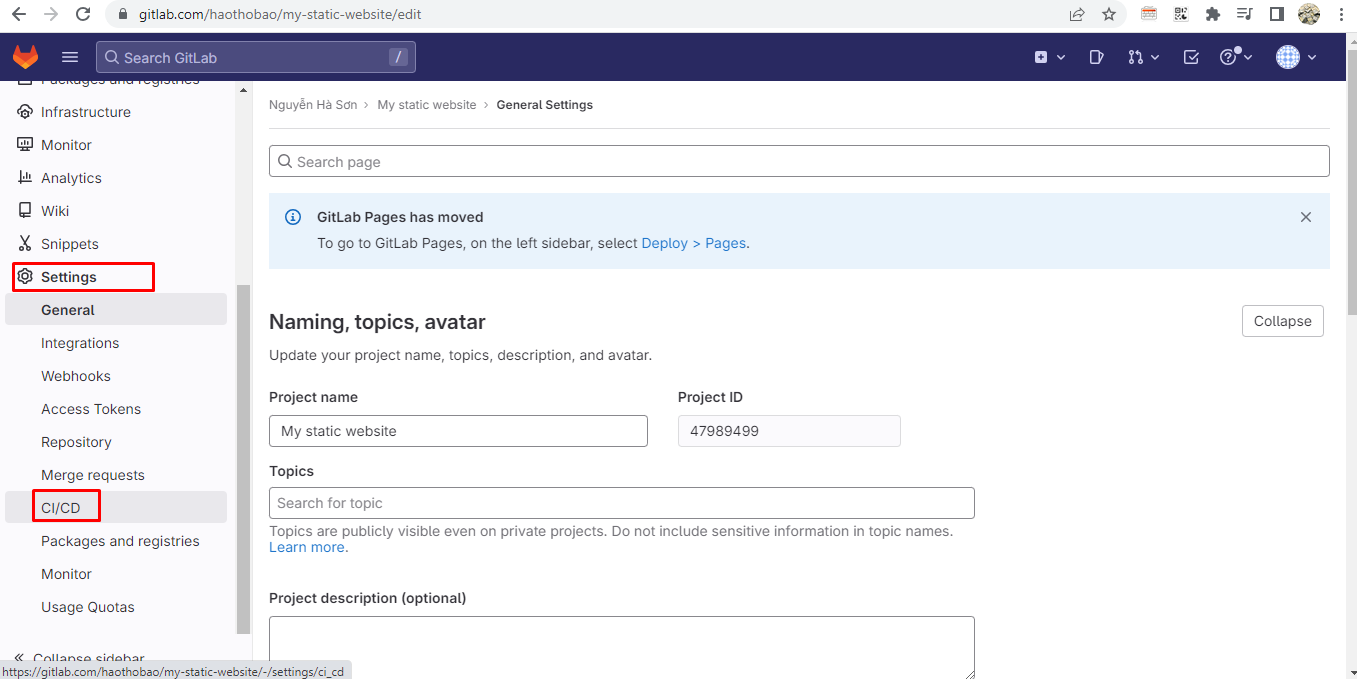 gitlab.com/haothobao/my-static-website/edit
Search GitLab
/
Packages and registries
Infrastructure
Monitor
Analytics
Wiki
Snippets
Settings
General
Integrations
Webhooks
Access Tokens
Repository
Merge requests
CI/CD
Packages and registries
Monitor
Usage Quotas
Collapse sidebar
https://gitlab.com/haothobao/my-static-website/-/settings/ci_cd
Nguyễn Hà Sơn › My static website › General Settings
Search page
GitLab Pages has moved
To go to GitLab Pages, on the left sidebar, select Deploy > Pages.
Naming, topics, avatar
Collapse
Update your project name, topics, description, and avatar.
Project name
Project ID
My static website
47989499
Topics
Search for topic
Topics are publicly visible even on private projects. Do not include sensitive information in topic names.
Learn more.
Project description (optional)